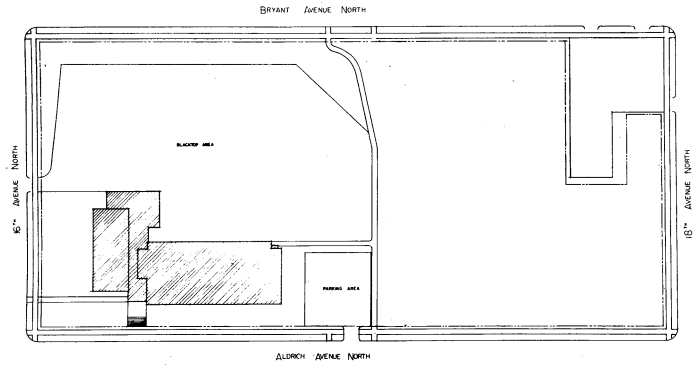 BRYANT AVENUE NORTH
BLACKTOP AREA
16TH AVENUE NORTH
18TH AVENUE NORTH
PARKING AREA
ALDRICH AVENUE NORTH